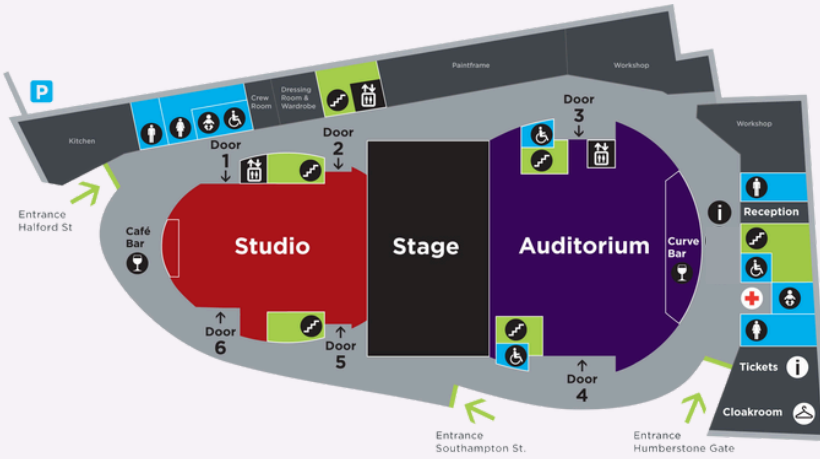 Paintframe
Workshop
P
Crew
Room
Dressing
Room &
Wardrobe
Kitchen
Door
3
Workshop
Door
1
Door
2
Entrance
Halford St
i
Reception
Café
Bar
Studio
Stage
Auditorium
Curve
Bar
Door
6
Door
5
Door
4
Tickets
i
Cloakroom
Entrance
Southampton St.
Entrance
Humberstone Gate